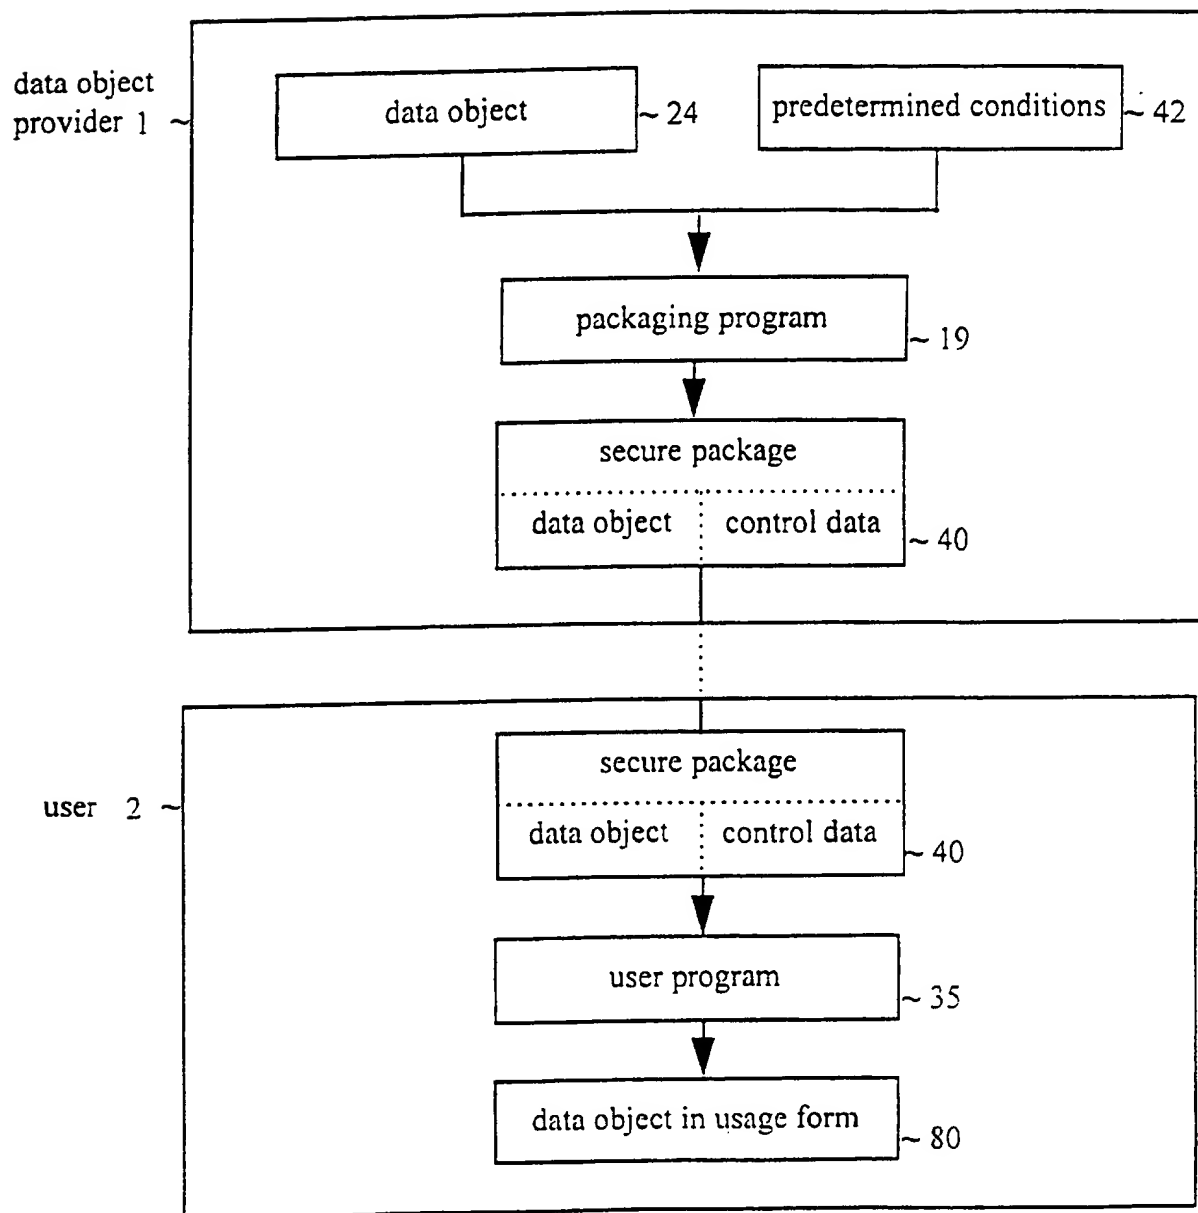 data object
provider 1 ~
data object
~ 24
predetermined conditions
~ 42
packaging program
~ 19
secure package
data object
control data
~ 40
user 2 ~
secure package
data object
control data
~ 40
user program
~ 35
data object in usage form
~ 80